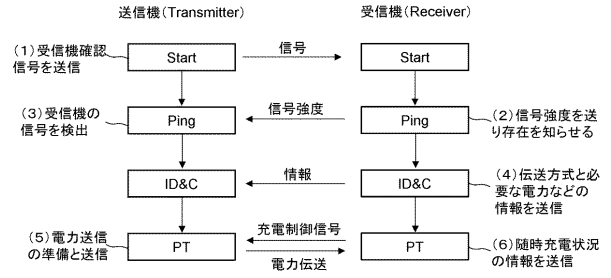 送信機(Transmitter)
受信機(Receiver)
(1)受信機確認
信号を送信
Start
信号
Start
(3)受信機の
信号を検出
Ping
信号強度
Ping
(2)信号強度を送
り存在を知らせる
ID&C
情報
ID&C
(4)伝送方式と必
要な電力などの
情報を送信
(5)電力送信
の準備と送信
PT
充電制御信号
電力伝送
PT
(6)随時充電状況
の情報を送信